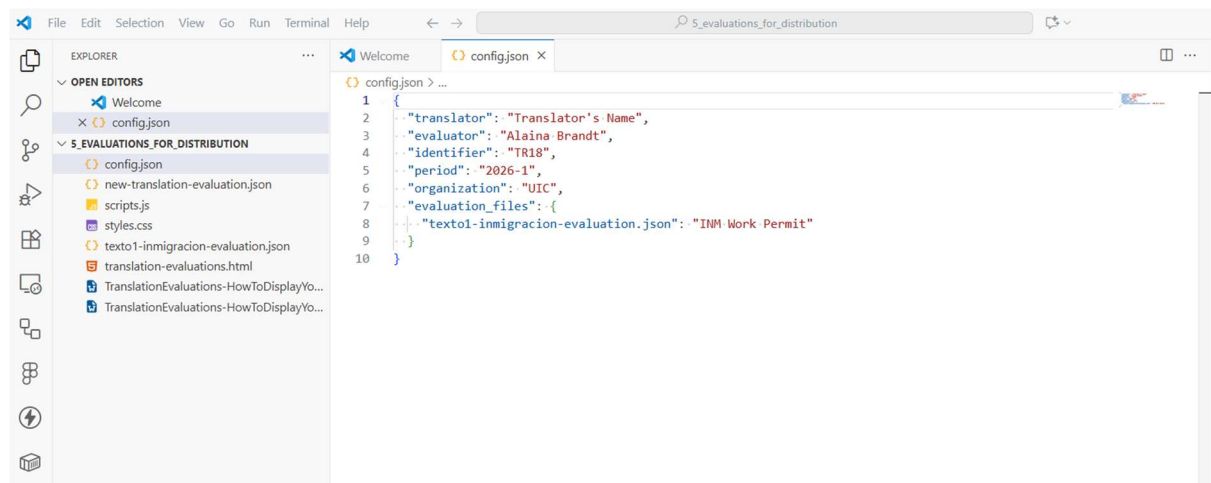 File Edit Selection View Go Run Terminal Help
5_evaluations_for_distribution
EXPLORER
OPEN EDITORS
Welcome
config.json
5_EVALUATIONS_FOR_DISTRIBUTION
config.json
new-translation-evaluation.json
scripts.js
styles.css
texto1-inmigracion-evaluation.json
translation-evaluations.html
TranslationEvaluations-HowToDisplayYo...
TranslationEvaluations-HowToDisplayYo...
Welcome
config.json
config.json > ...
1 {
2 "translator": "Translator's Name",
3 "evaluator": "Alaina Brandt",
4 "identifier": "TR18",
5 "period": "2026-1",
6 "organization": "UIC",
7 "evaluation_files": {
8 "texto1-inmigracion-evaluation.json": "INM Work Permit"
9 }
10 }